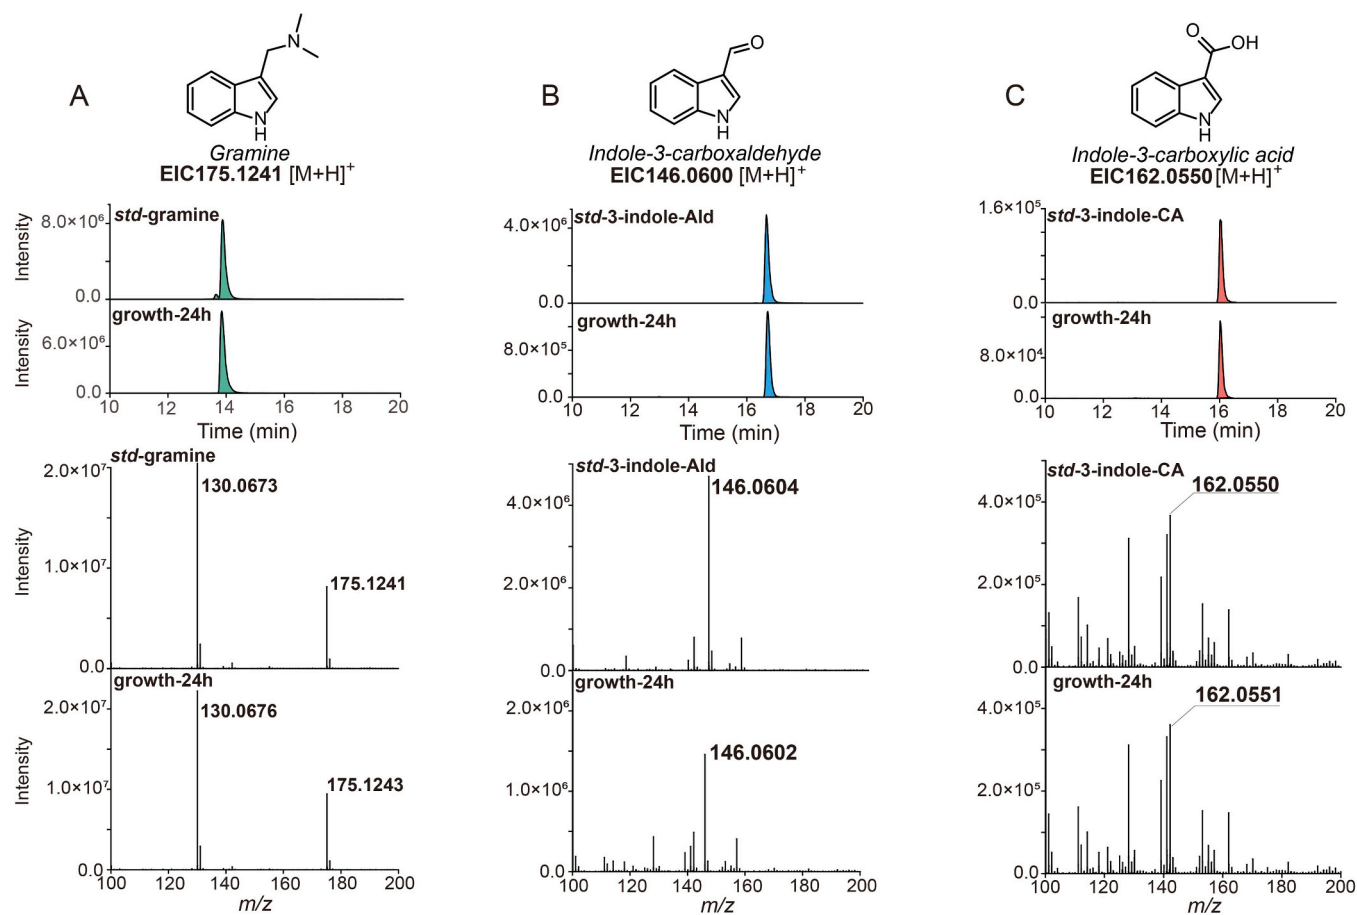 A
N
N
H
Gramine
EIC175.1241 [M+H]⁺
Intensity
8.0×10⁶
0.0
std-gramine
Intensity
6.0×10⁶
0.0
growth-24h
10 12 14 16 18 20
Time (min)
Intensity
2.0×10⁷
1.0×10⁷
0.0
std-gramine
130.0673
175.1241
Intensity
2.0×10⁷
1.0×10⁷
0.0
growth-24h
130.0676
175.1243
100 120 140 160 180 200
m/z
B
O
N
H
Indole-3-carboxaldehyde
EIC146.0600 [M+H]⁺
4.0×10⁶
0.0
std-3-indole-Ald
8.0×10⁵
0.0
growth-24h
10 12 14 16 18 20
Time (min)
4.0×10⁶
2.0×10⁶
0.0
std-3-indole-Ald
146.0604
2.0×10⁶
1.0×10⁶
0.0
growth-24h
146.0602
100 120 140 160 180 200
m/z
C
O
OH
N
H
Indole-3-carboxylic acid
EIC162.0550[M+H]⁺
1.6×10⁵
0.0
std-3-indole-CA
8.0×10⁴
0.0
growth-24h
10 12 14 16 18 20
Time (min)
4.0×10⁵
2.0×10⁵
0.0
std-3-indole-CA
162.0550
4.0×10⁵
2.0×10⁵
0.0
growth-24h
162.0551
100 120 140 160 180 200
m/z